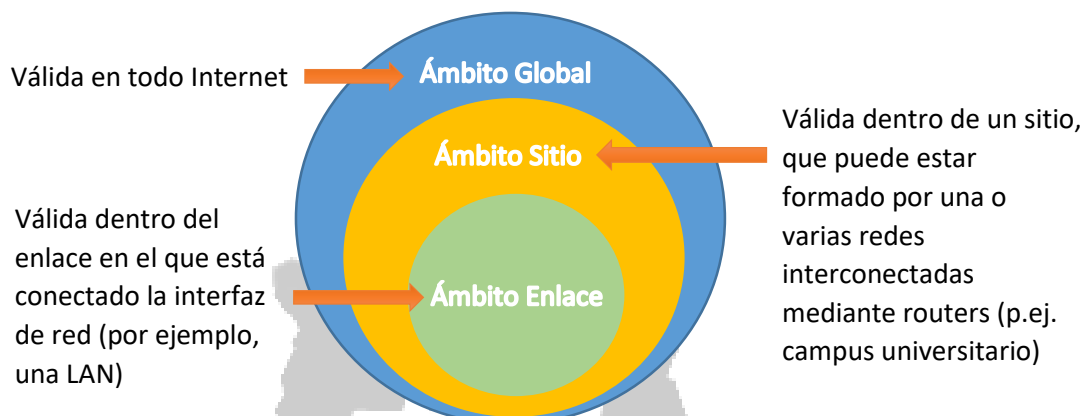 Ámbito Global
Válida en todo Internet
Ámbito Sitio
Válida dentro de un sitio,
que puede estar
formado por una o
varias redes
interconectadas
mediante routers (p.ej.
campus universitario)
Válida dentro del
enlace en el que está
conectado la interfaz
de red (por ejemplo,
una LAN)
Ámbito Enlace